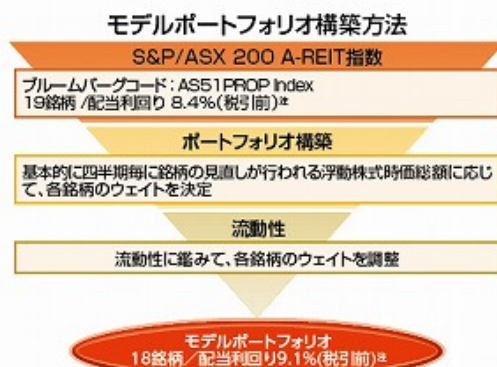 モデルポートフォリオ構築方法
S&P/ASX 200 A-REIT指数
ブルームバーグコード:AS51PROP Index
19銘柄/配当利回り 8.4%(税引前)注
ポートフォリオ構築
基本的に四半期毎に銘柄の見直しが行われる浮動株式時価総額に応じ
て、各銘柄のウェイトを決定
流動性
流動性に鑑みて、各銘柄のウェイトを調整
モデルポートフォリオ
18銘柄/配当利回り9.1%(税引前)注